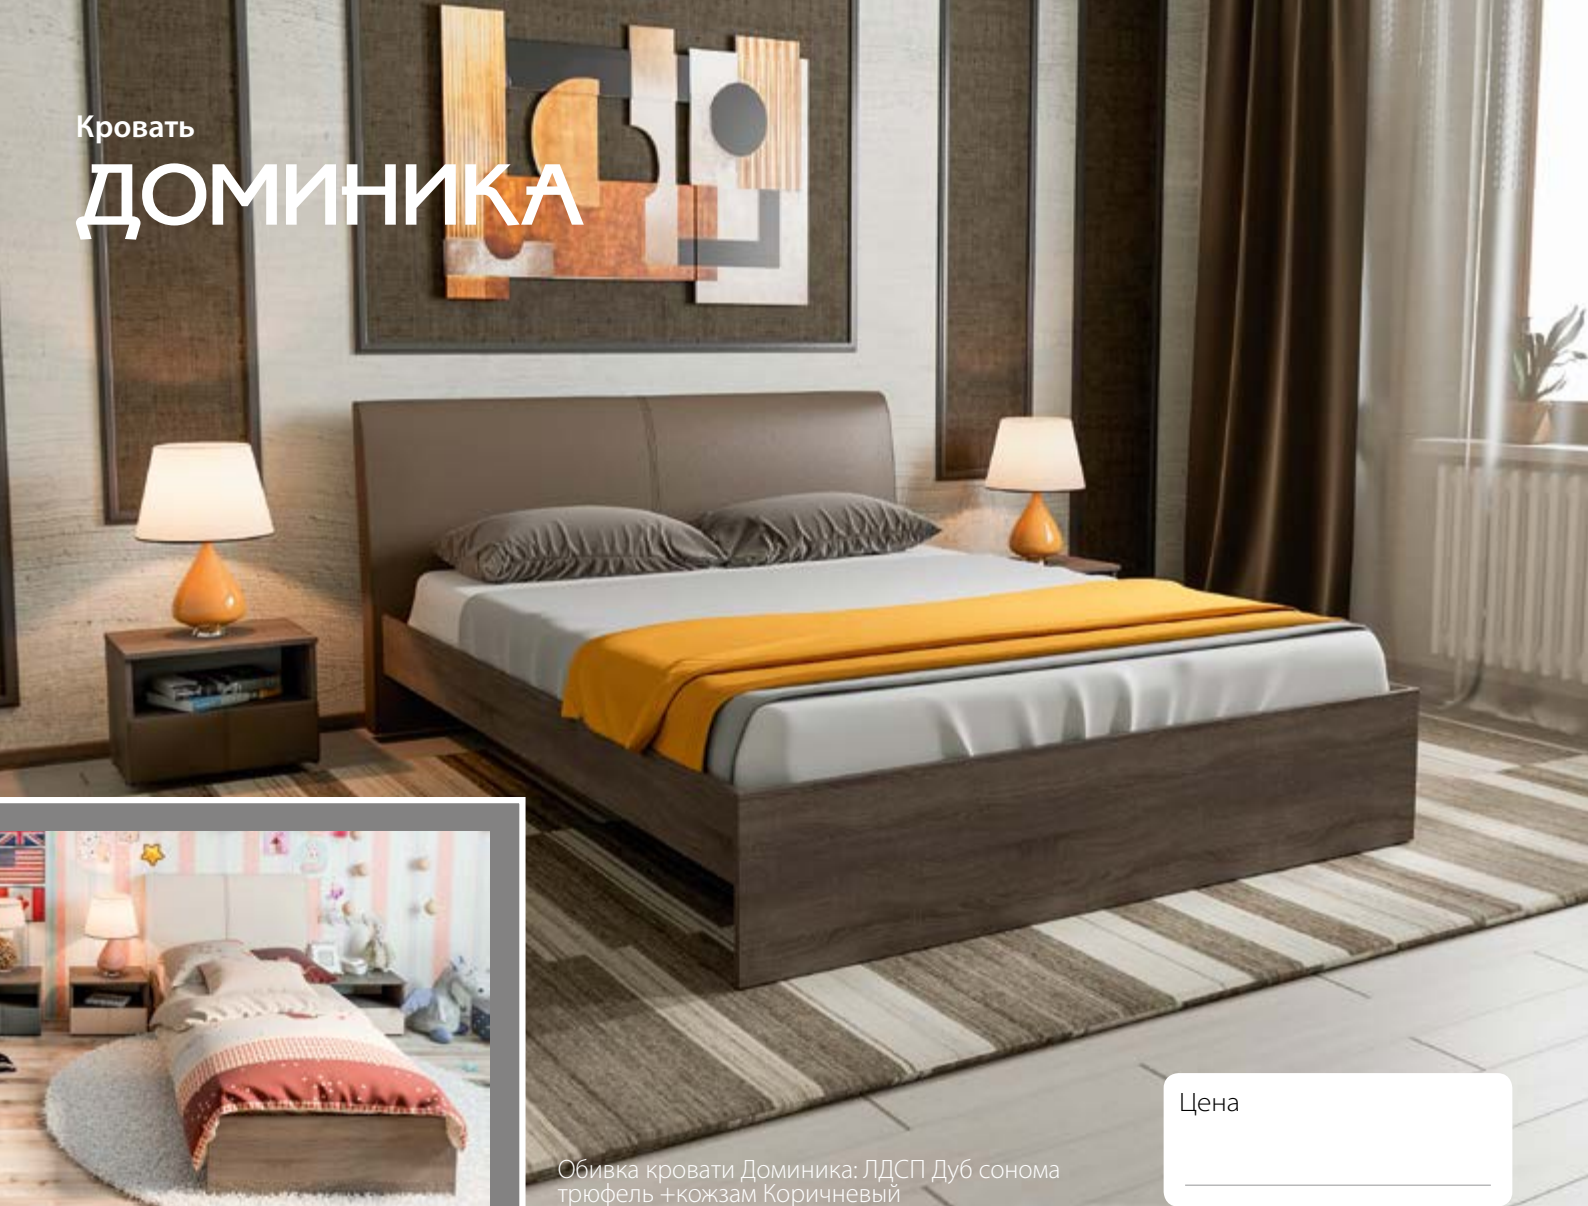 Кровать
ДОМИНИКА
Цена
Обивка кровати Доминика: ЛДСП Дуб сонома
трюфель +кожзам Коричневый